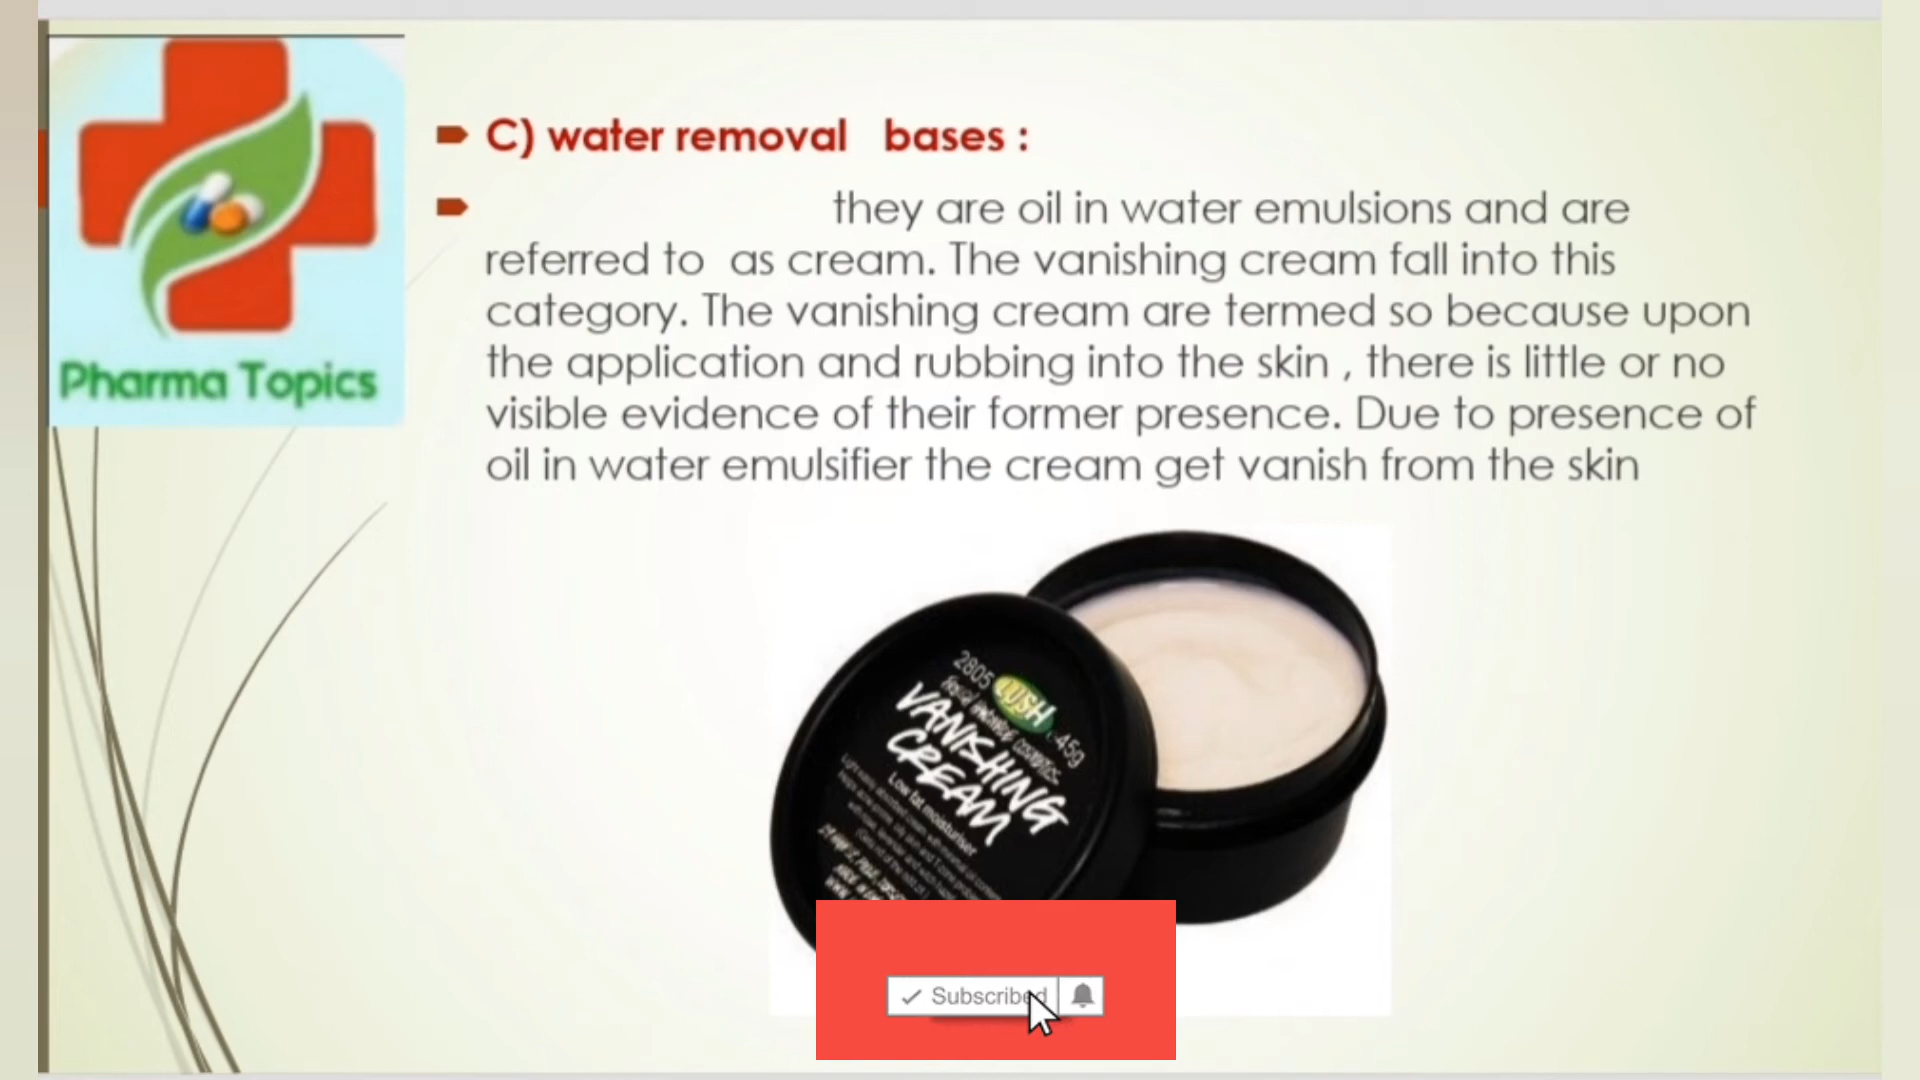 Pharma Topics
C) water removal bases :
they are oil in water emulsions and are
referred to as cream. The vanishing cream fall into this
category. The vanishing cream are termed so because upon
the application and rubbing into the skin , there is little or no
visible evidence of their former presence. Due to presence of
oil in water emulsifier the cream get vanish from the skin
2805 LUSH 45g
VANISHING
CREAM
Low fat moisturiser
Subscribed